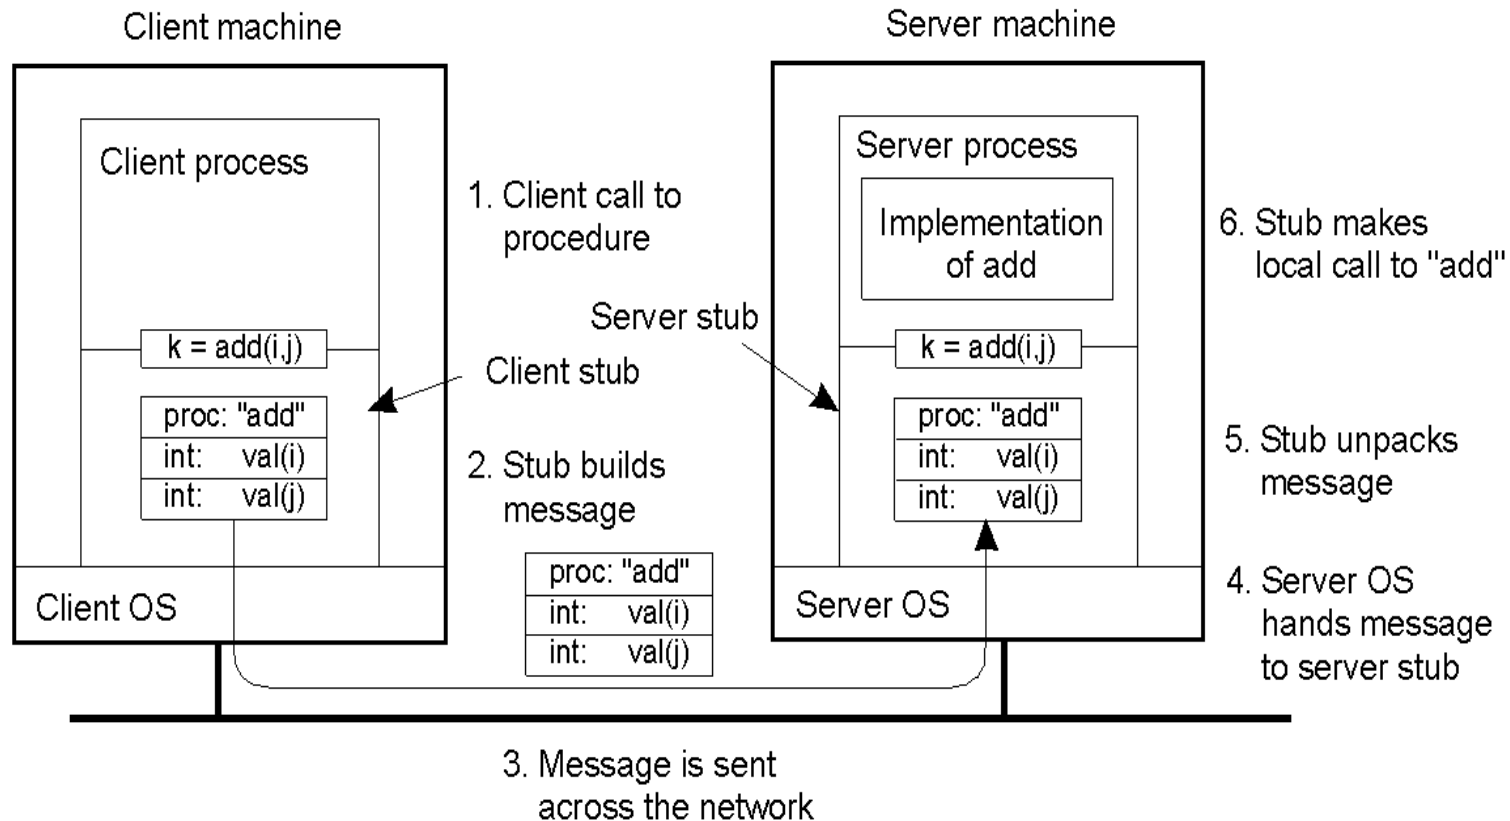 Client machine
Server machine
Client process
1. Client call to
procedure
k = add(i,j)
Client stub
proc: "add"
int: val(i)
int: val(j)
2. Stub builds
message
proc: "add"
int: val(i)
int: val(j)
Client OS
3. Message is sent
across the network
Server process
Implementation
of add
6. Stub makes
local call to "add"
Server stub
k = add(i,j)
proc: "add"
int: val(i)
int: val(j)
5. Stub unpacks
message
Server OS
4. Server OS
hands message
to server stub